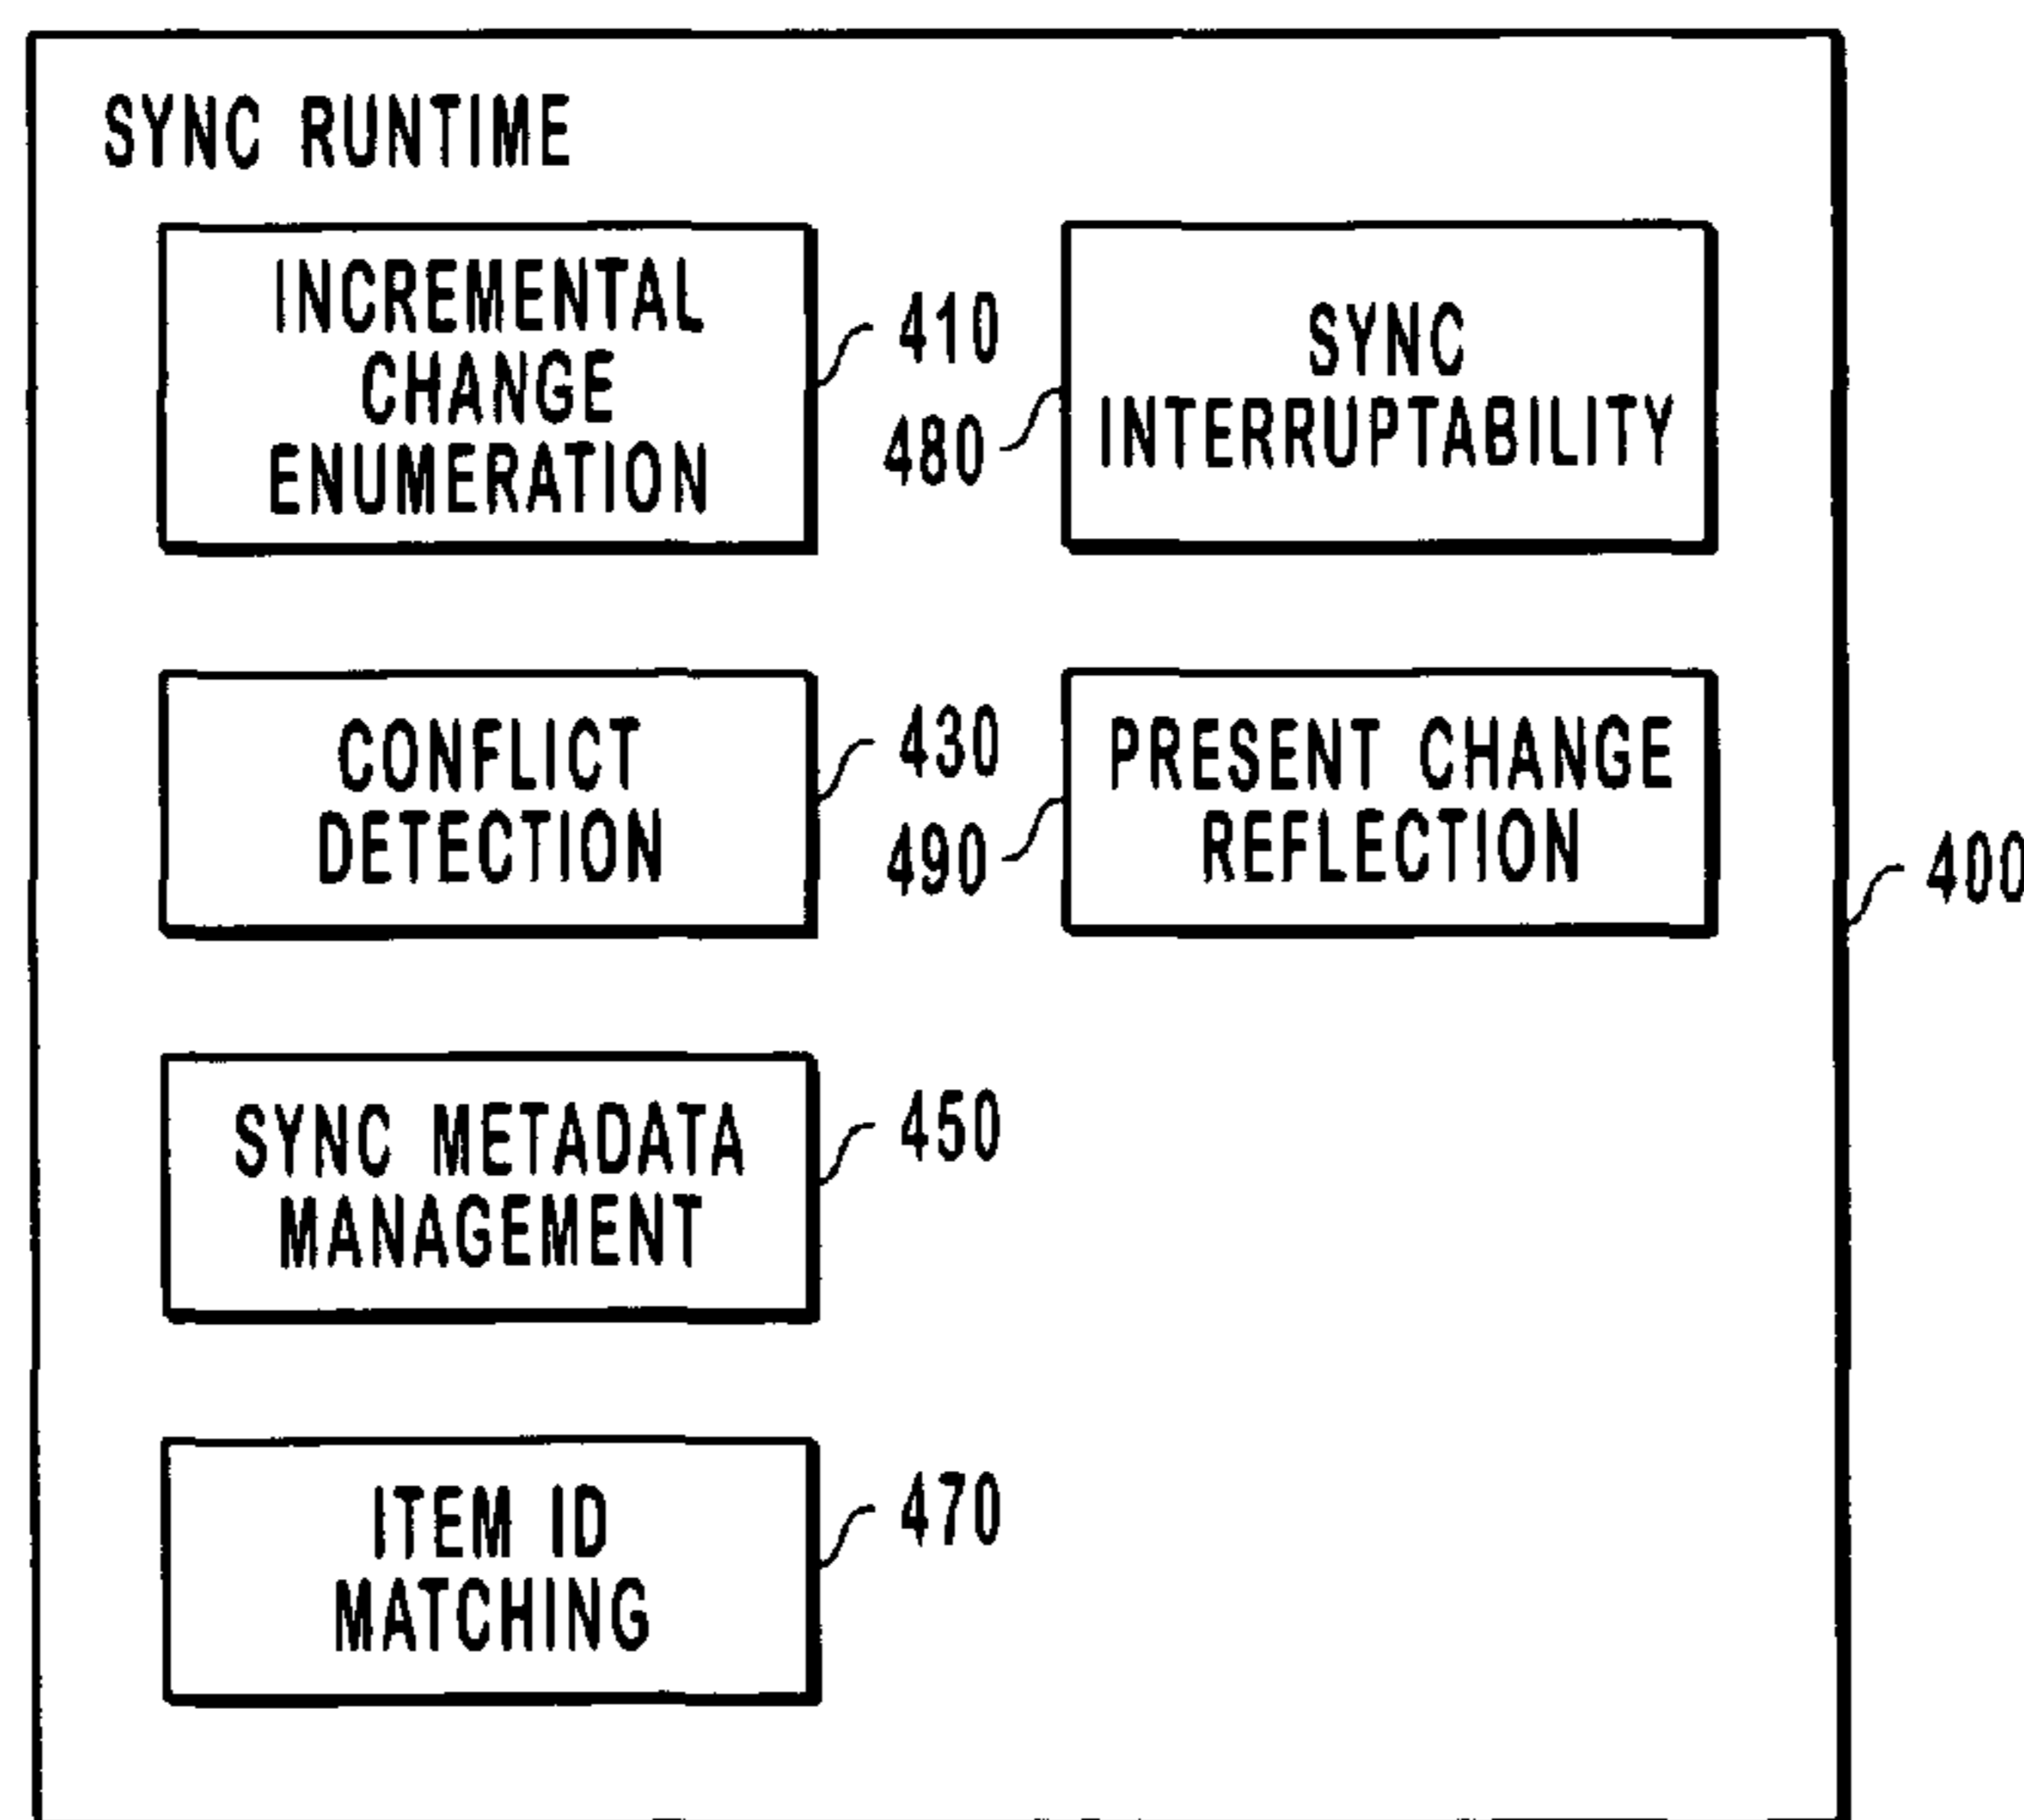 SYNC RUNTIME
INCREMENTAL
CHANGE
ENUMERATION
410
480
SYNC
INTERRUPTABILITY
CONFLICT
DETECTION
430
490
PRESENT CHANGE
REFLECTION
400
SYNC METADATA
MANAGEMENT
450
ITEM ID
MATCHING
470